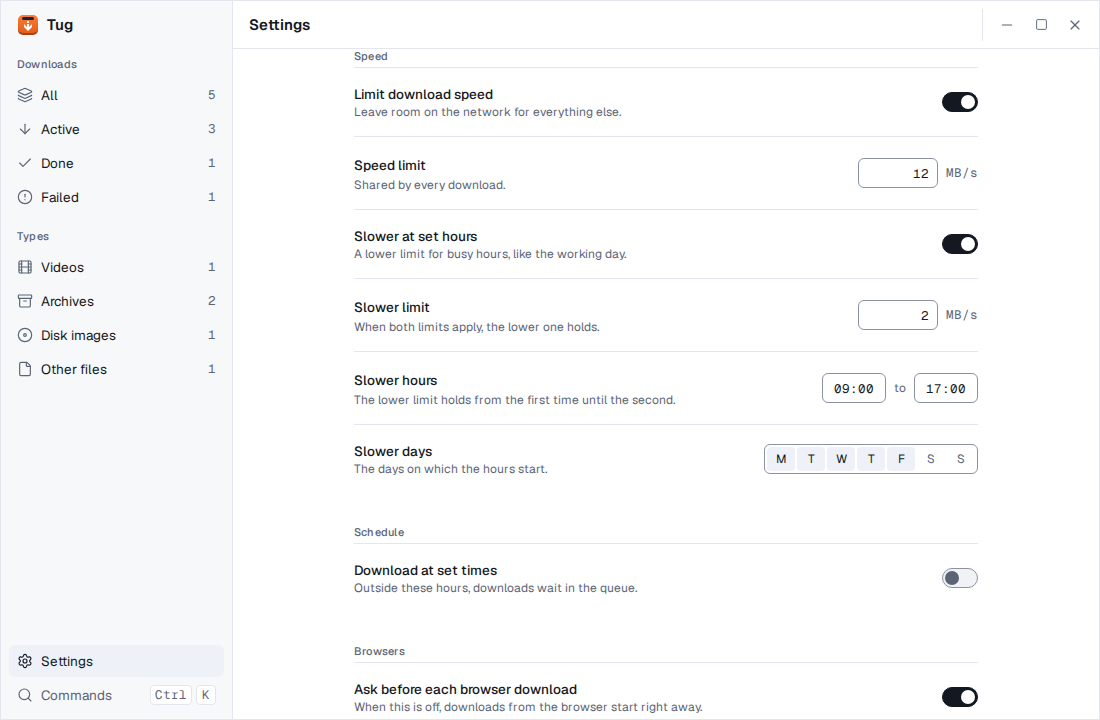 Tug
Settings
Downloads
All 5
Active 3
Done 1
Failed 1
Types
Videos 1
Archives 2
Disk images 1
Other files 1
Settings
Commands Ctrl K
Speed
Limit download speed
Leave room on the network for everything else.
Speed limit
Shared by every download.
12 MB/s
Slower at set hours
A lower limit for busy hours, like the working day.
Slower limit
When both limits apply, the lower one holds.
2 MB/s
Slower hours
The lower limit holds from the first time until the second.
09:00 to 17:00
Slower days
The days on which the hours start.
M T W T F S S
Schedule
Download at set times
Outside these hours, downloads wait in the queue.
Browsers
Ask before each browser download
When this is off, downloads from the browser start right away.